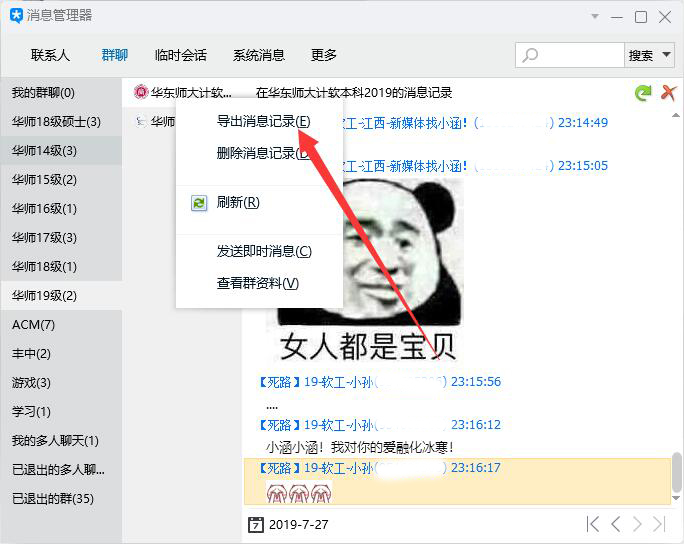 消息管理器
联系人 群聊 临时会话 系统消息 更多 搜索
我的群聊(0)
华师18级硕士(3)
华师14级(3)
华师15级(2)
华师16级(1)
华师17级(3)
华师18级(1)
华师19级(2)
ACM(7)
丰中(2)
游戏(3)
学习(1)
我的多人聊天(1)
已退出的多人聊...
已退出的群(35)
华东师大计软...
华师
导出消息记录(E)
删除消息记录(D
刷新(R)
发送即时消息(C)
查看群资料(V)
在华东师大计软本科2019的消息记录
软工-江西-新媒体找小涵!( ) 23:14:49
-江西-新媒体找小涵!( ) 23:15:05
女人都是宝贝
【死路】19-软工-小孙( ) 23:15:56
....
【死路】19-软工-小孙( ) 23:16:12
小涵小涵！我对你的爱融化冰寒！
【死路】19-软工-小孙( ) 23:16:17
7 2019-7-27